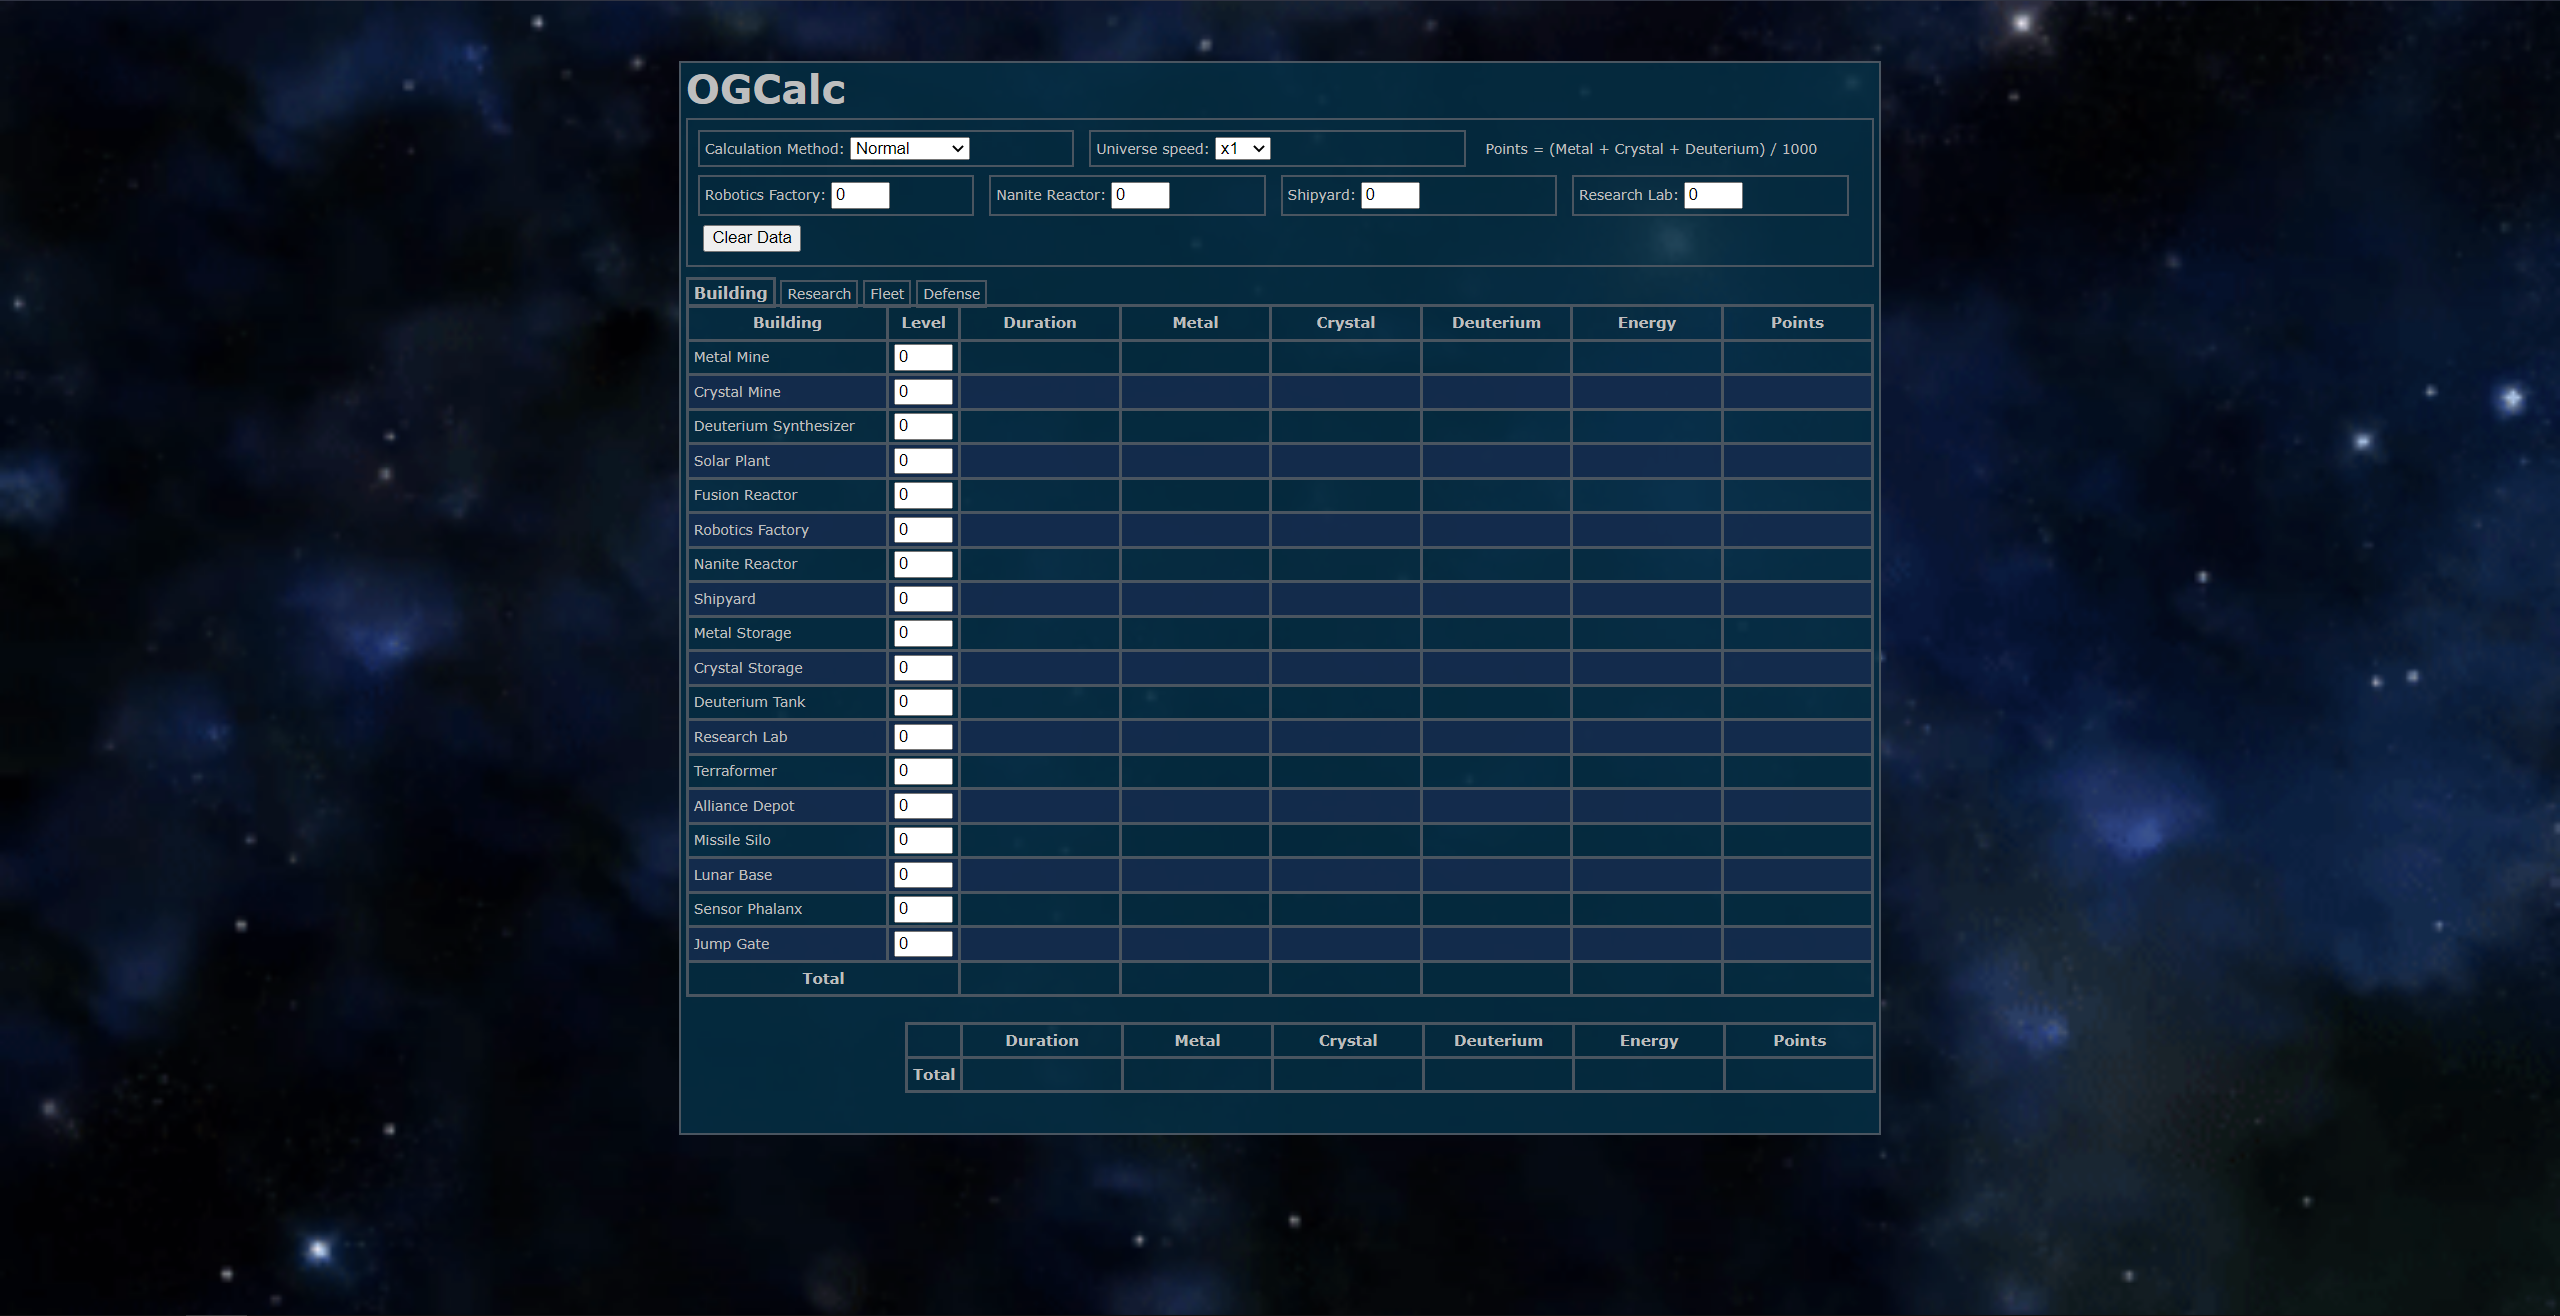 OGCalc
Calculation Method: Normal Universe speed: x1 Points = (Metal + Crystal + Deuterium) / 1000
Robotics Factory: 0 Nanite Reactor: 0 Shipyard: 0 Research Lab: 0
Clear Data
Building Research Fleet Defense
Building Level Duration Metal Crystal Deuterium Energy Points
Metal Mine 0
Crystal Mine 0
Deuterium Synthesizer 0
Solar Plant 0
Fusion Reactor 0
Robotics Factory 0
Nanite Reactor 0
Shipyard 0
Metal Storage 0
Crystal Storage 0
Deuterium Tank 0
Research Lab 0
Terraformer 0
Alliance Depot 0
Missile Silo 0
Lunar Base 0
Sensor Phalanx 0
Jump Gate 0
Total
Duration Metal Crystal Deuterium Energy Points
Total